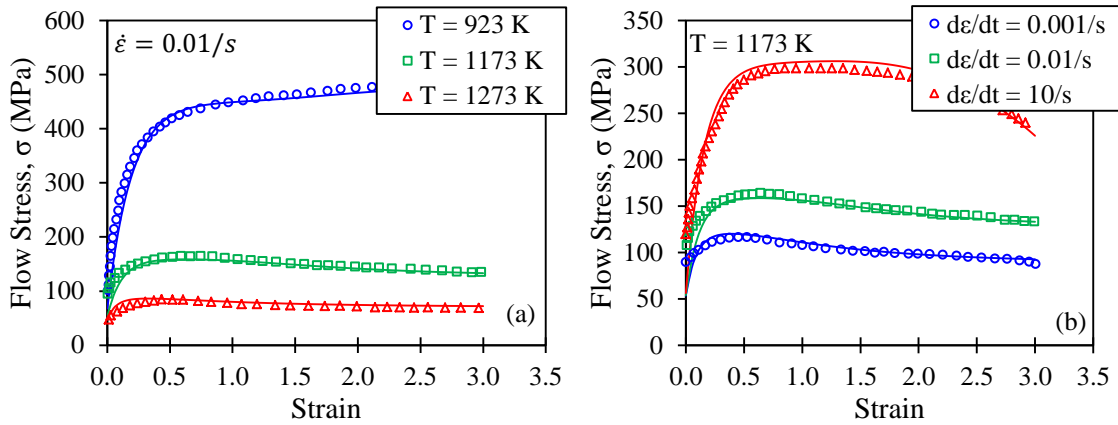 Flow Stress, σ (MPa)
600
500
400
300
200
100
0
0.0 0.5 1.0 1.5 2.0 2.5 3.0 3.5
Strain
ε̇ = 0.01/s
T = 923 K
T = 1173 K
T = 1273 K
(a)
Flow Stress, σ (MPa)
350
300
250
200
150
100
50
0
0.0 0.5 1.0 1.5 2.0 2.5 3.0 3.5
Strain
T = 1173 K
dε/dt = 0.001/s
dε/dt = 0.01/s
dε/dt = 10/s
(b)